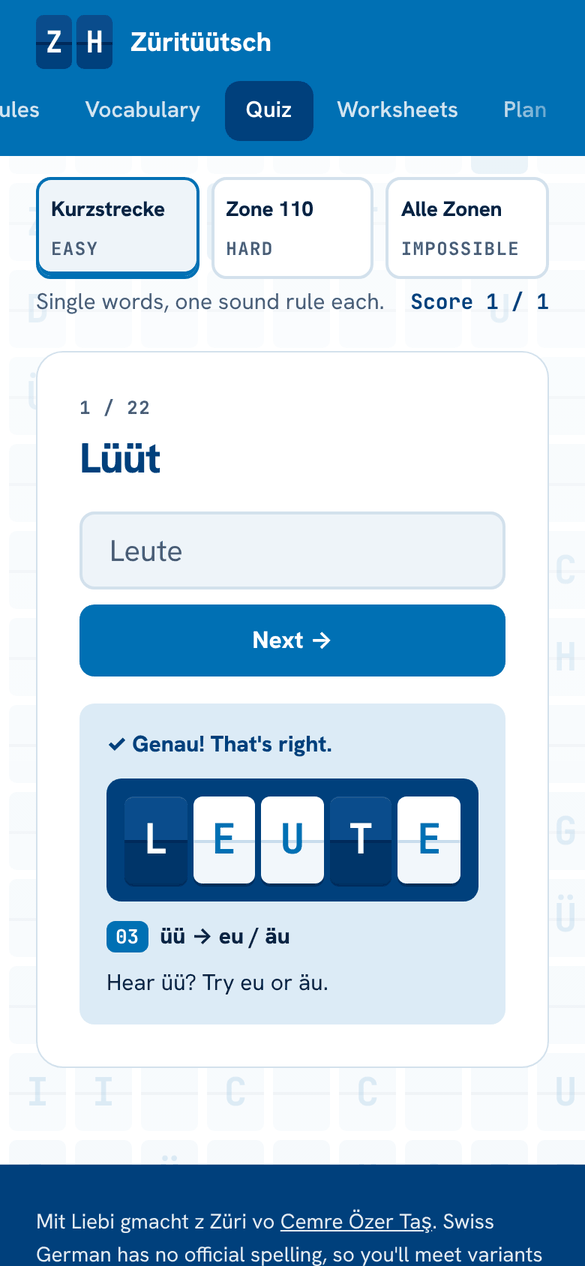 Z H Züritüütsch
ules Vocabulary Quiz Worksheets Plan
Kurzstrecke Zone 110 Alle Zonen
EASY HARD IMPOSSIBLE
Single words, one sound rule each. Score 1 / 1
1 / 22
Lüüt
Leute
Next →
✓ Genau! That's right.
L E U T E
03 üü → eu / äu
Hear üü? Try eu or äu.
C
H
G
Ü
I I C C U
Mit Liebi gmacht z Züri vo Cemre Özer Taş. Swiss
German has no official spelling, so you'll meet variants